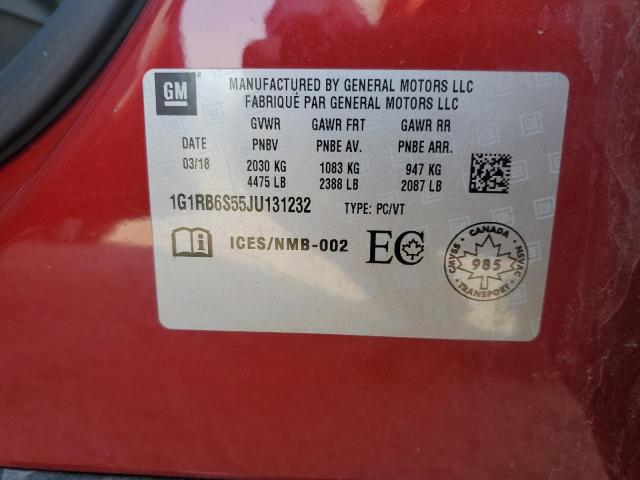 GM
MANUFACTURED BY GENERAL MOTORS LLC
FABRIQUÉ PAR GENERAL MOTORS LLC
GVWR GAWR FRT GAWR RR
DATE PNBV PNBE AV. PNBE ARR.
03/18 2030 KG 1083 KG 947 KG
4475 LB 2388 LB 2087 LB
1G1RB6S55JU131232 TYPE: PC/VT
ICES/NMB-002 EC
CANADA
CMVSS 985 NSVAC
TRANSPORT